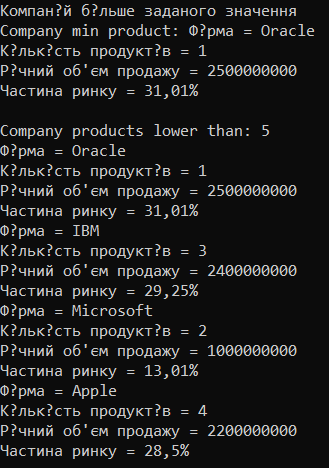 Компан?й б?льше заданого значення
Company min product: Ф?рма = Oracle
К?льк?сть продукт?в = 1
Р?чний об'єм продажу = 2500000000
Частина ринку = 31,01%
Company products lower than: 5
Ф?рма = Oracle
К?льк?сть продукт?в = 1
Р?чний об'єм продажу = 2500000000
Частина ринку = 31,01%
Ф?рма = IBM
К?льк?сть продукт?в = 3
Р?чний об'єм продажу = 2400000000
Частина ринку = 29,25%
Ф?рма = Microsoft
К?льк?сть продукт?в = 2
Р?чний об'єм продажу = 1000000000
Частина ринку = 13,01%
Ф?рма = Apple
К?льк?сть продукт?в = 4
Р?чний об'єм продажу = 2200000000
Частина ринку = 28,5%